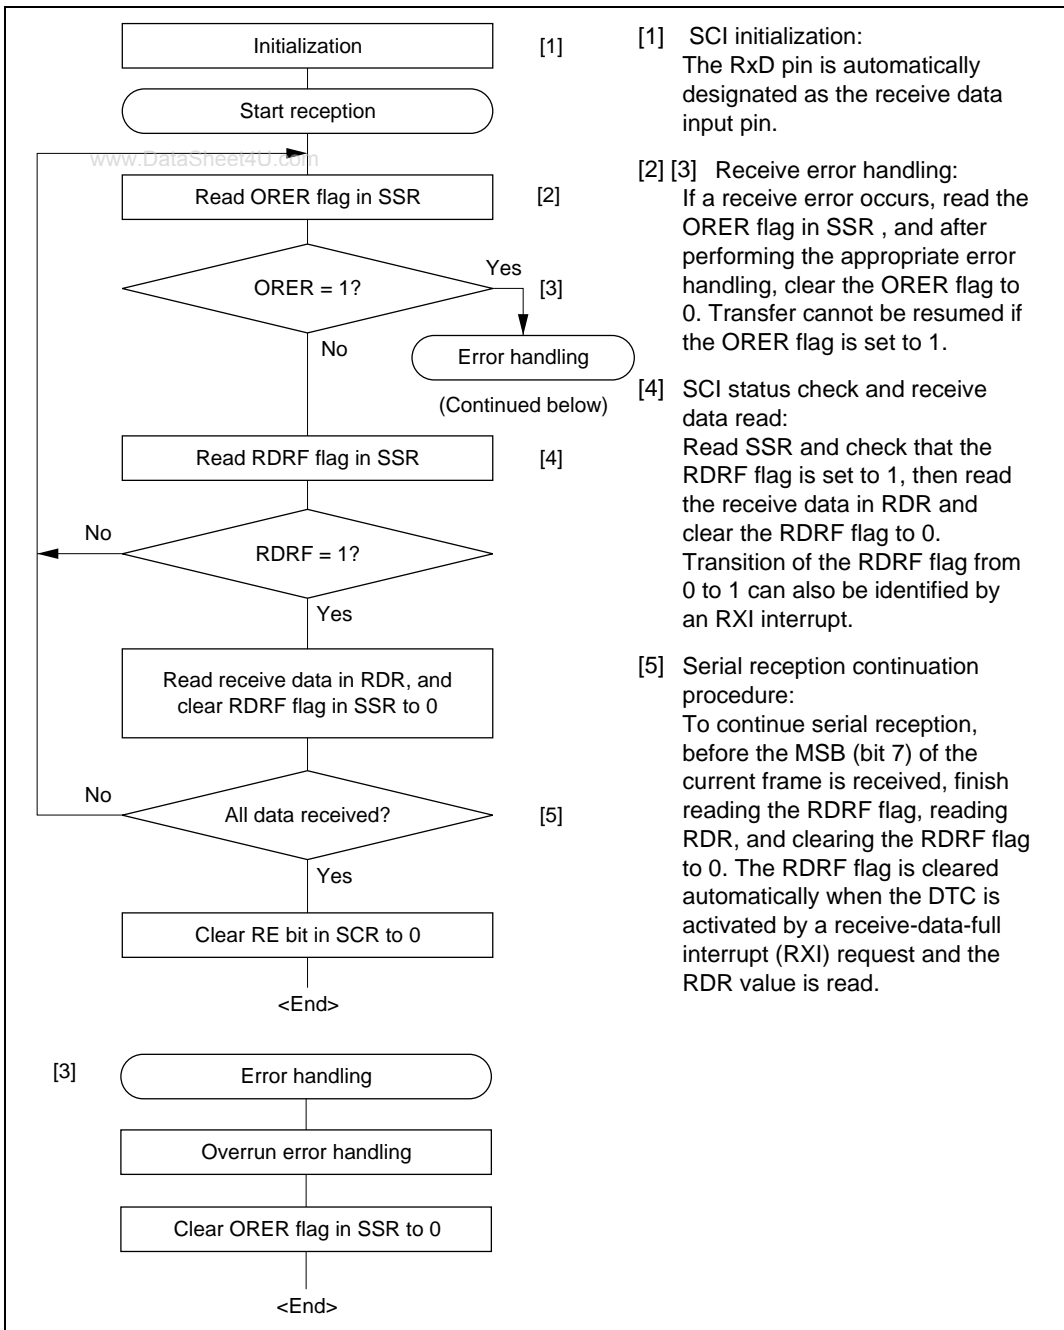 Initialization
[1]
Start reception
www.DataSheet4U.com
Read ORER flag in SSR
[2]
ORER = 1?
Yes
[3]
No
Error handling
(Continued below)
Read RDRF flag in SSR
[4]
No
RDRF = 1?
Yes
Read receive data in RDR, and
clear RDRF flag in SSR to 0
No
All data received?
[5]
Yes
Clear RE bit in SCR to 0
<End>
[3]
Error handling
Overrun error handling
Clear ORER flag in SSR to 0
<End>
[1] SCI initialization:
The RxD pin is automatically
designated as the receive data
input pin.
[2] [3] Receive error handling:
If a receive error occurs, read the
ORER flag in SSR , and after
performing the appropriate error
handling, clear the ORER flag to
0. Transfer cannot be resumed if
the ORER flag is set to 1.
[4] SCI status check and receive
data read:
Read SSR and check that the
RDRF flag is set to 1, then read
the receive data in RDR and
clear the RDRF flag to 0.
Transition of the RDRF flag from
0 to 1 can also be identified by
an RXI interrupt.
[5] Serial reception continuation
procedure:
To continue serial reception,
before the MSB (bit 7) of the
current frame is received, finish
reading the RDRF flag, reading
RDR, and clearing the RDRF flag
to 0. The RDRF flag is cleared
automatically when the DTC is
activated by a receive-data-full
interrupt (RXI) request and the
RDR value is read.